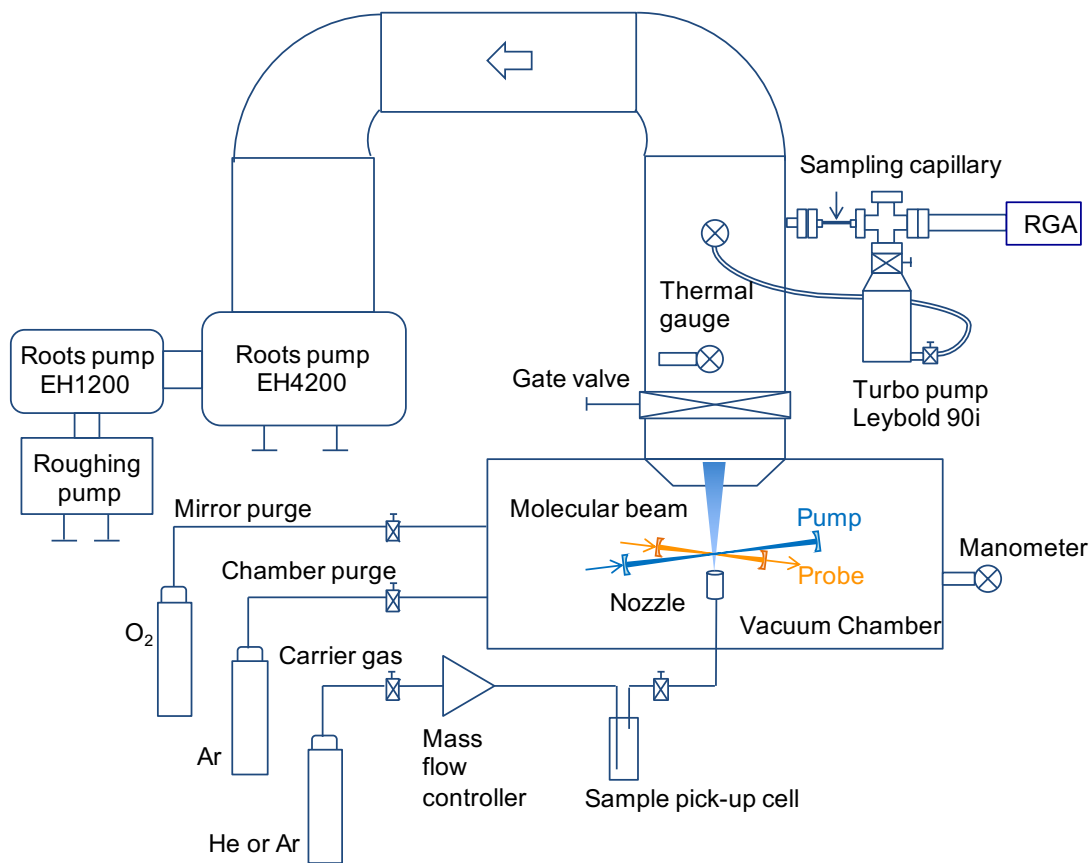 Sampling capillary
RGA
Thermal
gauge
Roots pump
EH1200
Roots pump
EH4200
Gate valve
Turbo pump
Leybold 90i
Roughing
pump
Mirror purge
Molecular beam
Pump
Manometer
Chamber purge
Probe
Nozzle
O₂
Vacuum Chamber
Carrier gas
Ar
Mass
flow
controller
Sample pick-up cell
He or Ar